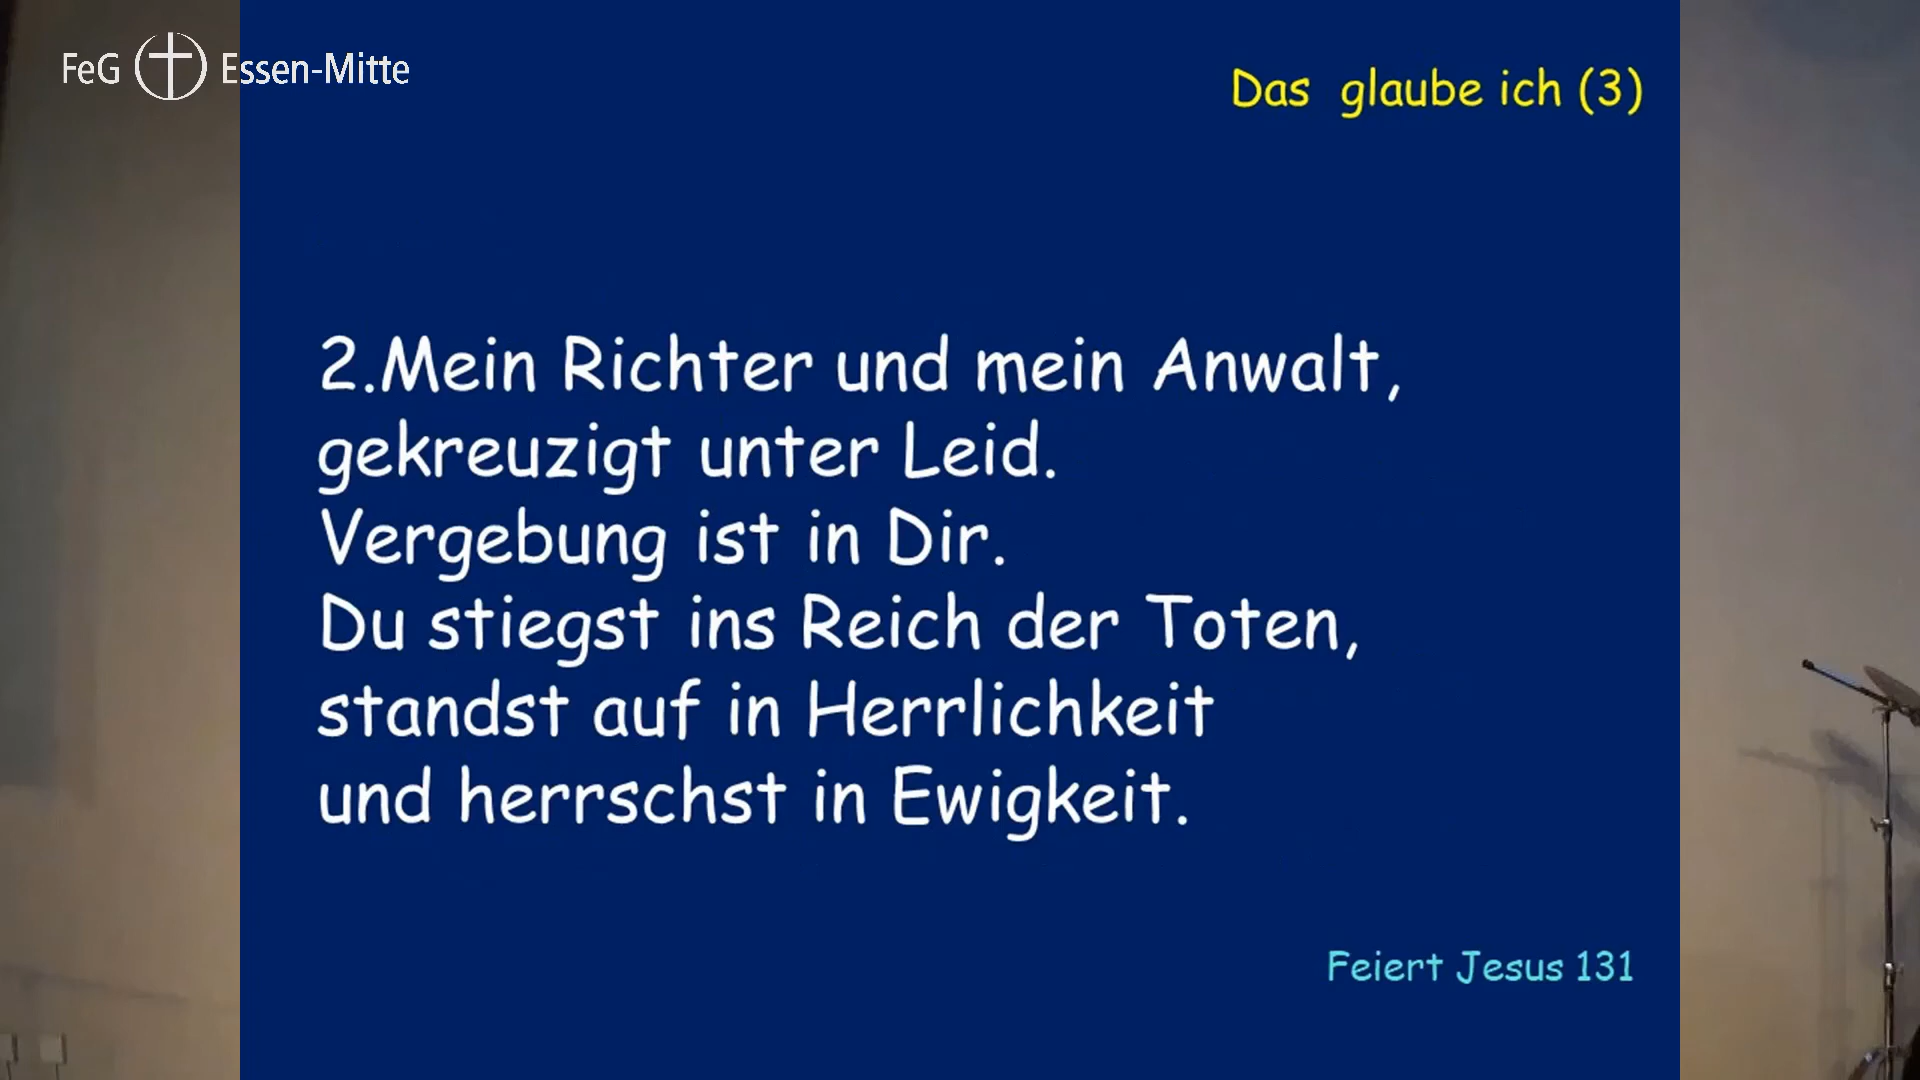 FeG Essen-Mitte
Das glaube ich (3)
2.Mein Richter und mein Anwalt,
gekreuzigt unter Leid.
Vergebung ist in Dir.
Du stiegst ins Reich der Toten,
standst auf in Herrlichkeit
und herrschst in Ewigkeit.
Feiert Jesus 131